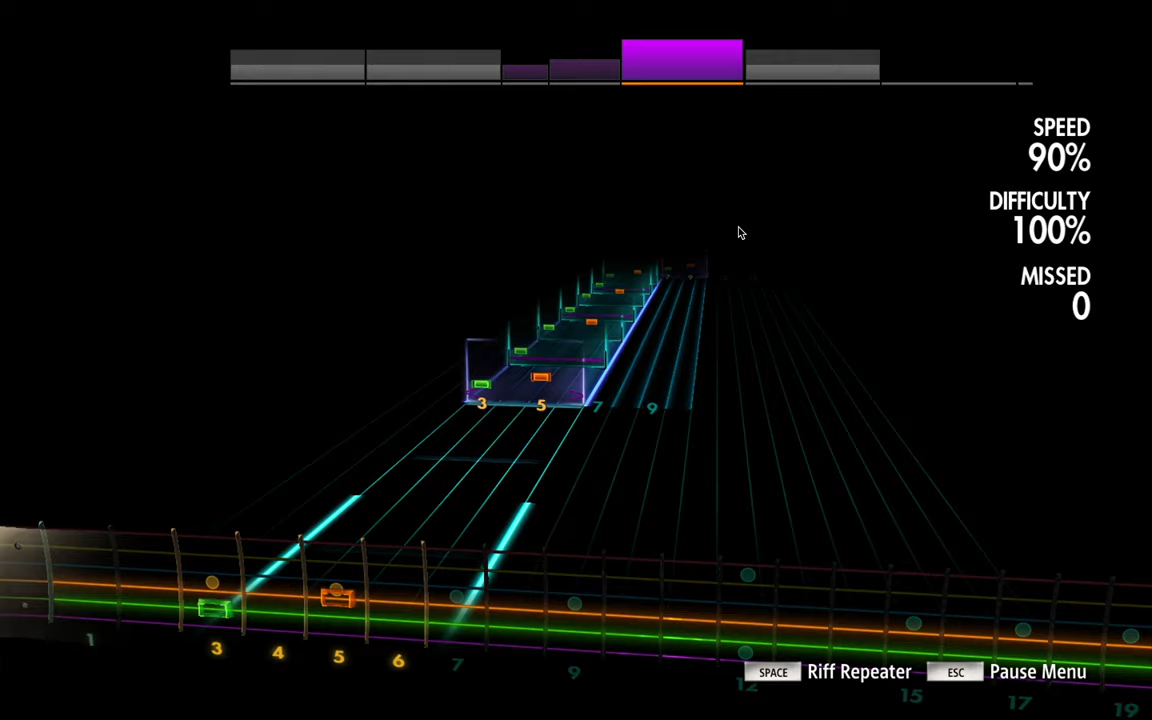 SPEED
90%
DIFFICULTY
100%
MISSED
0
3 5 7 9
1 3 4 5 6 7 9 12 15 17 19
SPACE Riff Repeater ESC Pause Menu